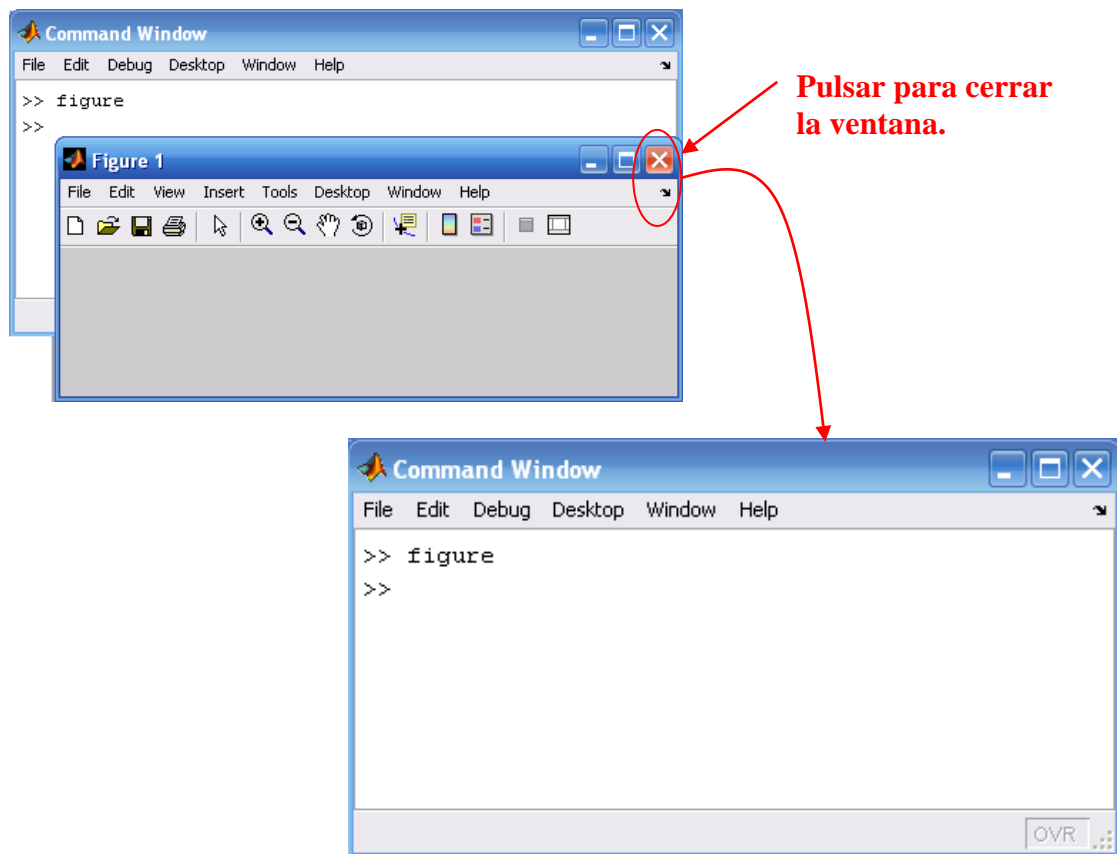 Command Window
File Edit Debug Desktop Window Help
>> figure
>>
Pulsar para cerrar
la ventana.
Figure 1
File Edit View Insert Tools Desktop Window Help
Command Window
File Edit Debug Desktop Window Help
>> figure
>>
OVR